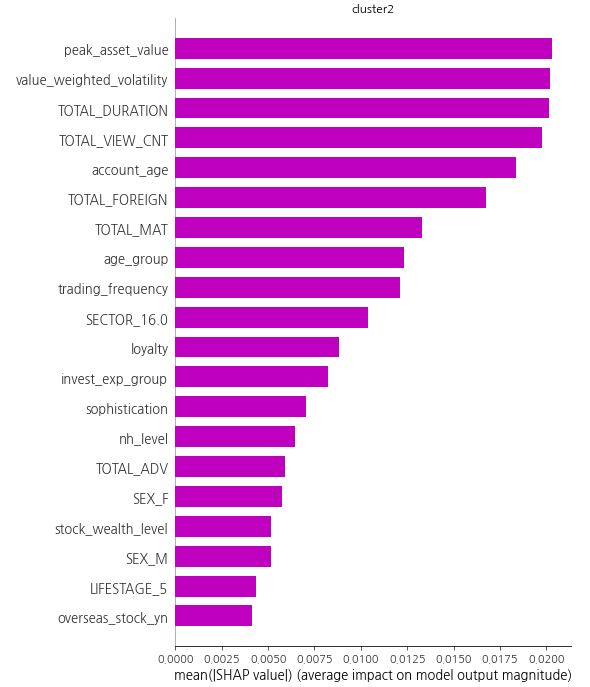 cluster2
peak_asset_value
value_weighted_volatility
TOTAL_DURATION
TOTAL_VIEW_CNT
account_age
TOTAL_FOREIGN
TOTAL_MAT
age_group
trading_frequency
SECTOR_16.0
loyalty
invest_exp_group
sophistication
nh_level
TOTAL_ADV
SEX_F
stock_wealth_level
SEX_M
LIFESTAGE_5
overseas_stock_yn
0.0000 0.0025 0.0050 0.0075 0.0100 0.0125 0.0150 0.0175 0.0200
mean(|SHAP value|) (average impact on model output magnitude)